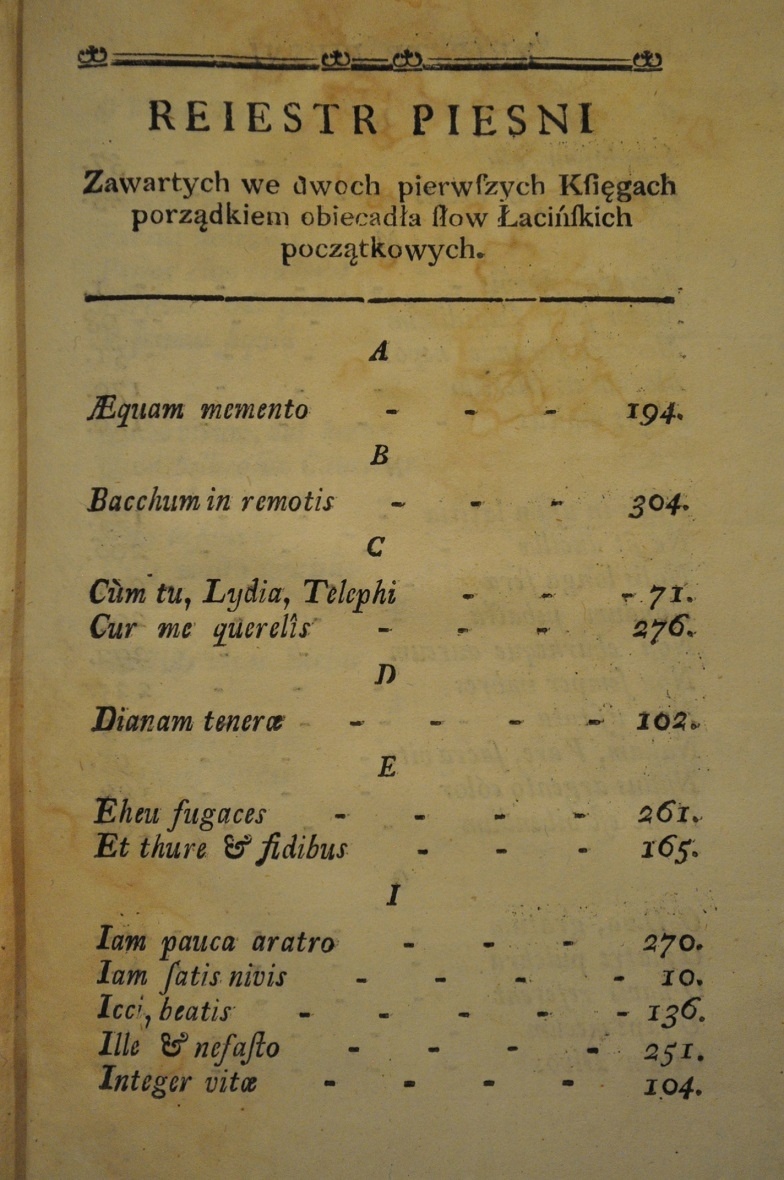 REIESTR PIESNI
Zawartych we dwoch pierwſzych Kſięgach
porządkiem obiecadła ſłow Łacińſkich
początkowych.
A
Æquam memento - - - 194.
B
Bacchum in remotis - - - 304.
C
Cùm tu, Lydia, Telephi - - - 71.
Cur me querelîs - - - 276.
D
Dianam teneræ - - - - 102.
E
Eheu fugaces - - - - 261.
Et thure & fidibus - - - 165.
I
Iam pauca aratro - - - 270.
Iam ſatis nivis - - - - 10.
Icci, beatis - - - - - 136.
Ille & nefaſto - - - - 251.
Integer vitæ - - - - 104.